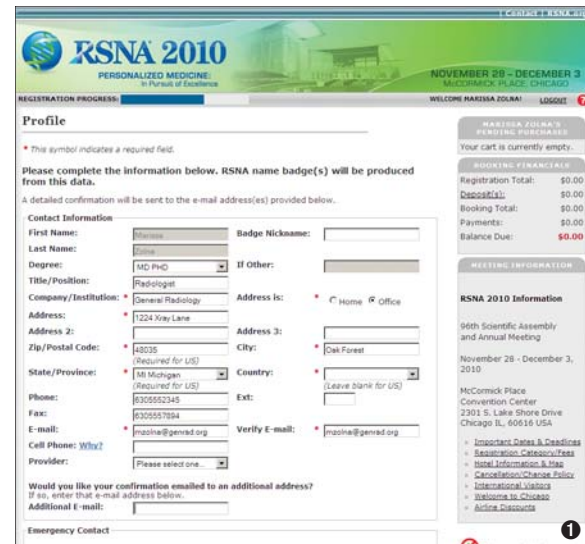 | Contact | RSNA.org
RSNA 2010
PERSONALIZED MEDICINE:
In Pursuit of Excellence
NOVEMBER 28 – DECEMBER 3
McCORMICK PLACE, CHICAGO
REGISTRATION PROGRESS:
WELCOME MARISSA ZOLNA! LOGOUT ?
Profile
* This symbol indicates a required field.
Please complete the information below. RSNA name badge(s) will be produced
from this data.
A detailed confirmation will be sent to the e-mail address(es) provided below.
Contact Information
First Name: Marissa Badge Nickname:
Last Name: Zolna
Degree: MD PHD If Other:
Title/Position: Radiologist
Company/Institution: * General Radiology Address is: * Home Office
Address: * 1224 Xray Lane
Address 2: Address 3:
Zip/Postal Code: * 48035 City: * Oak Forest
(Required for US)
State/Province: * MI Michigan Country: *
(Required for US) (Leave blank for US)
Phone: 6305552345 Ext:
Fax: 6305557894
E-mail: * mzolna@genrad.org Verify E-mail: * mzolna@genrad.org
Cell Phone: Why?
Provider: Please select one...
Would you like your confirmation emailed to an additional address?
If so, enter that e-mail address below.
Additional E-mail:
Emergency Contact
MARISSA ZOLNA'S
PENDING PURCHASES
Your cart is currently empty.
BOOKING FINANCIALS
Registration Total: $0.00
Deposit(s): $0.00
Booking Total: $0.00
Payments: $0.00
Balance Due: $0.00
MEETING INFORMATION
RSNA 2010 Information
96th Scientific Assembly
and Annual Meeting
November 28 - December 3,
2010
McCormick Place
Convention Center
2301 S. Lake Shore Drive
Chicago IL, 60616 USA
Important Dates & Deadlines
Registration Category/Fees
Hotel Information & Map
Cancellation/Change Policy
International Visitors
Welcome to Chicago
Airline Discounts
1